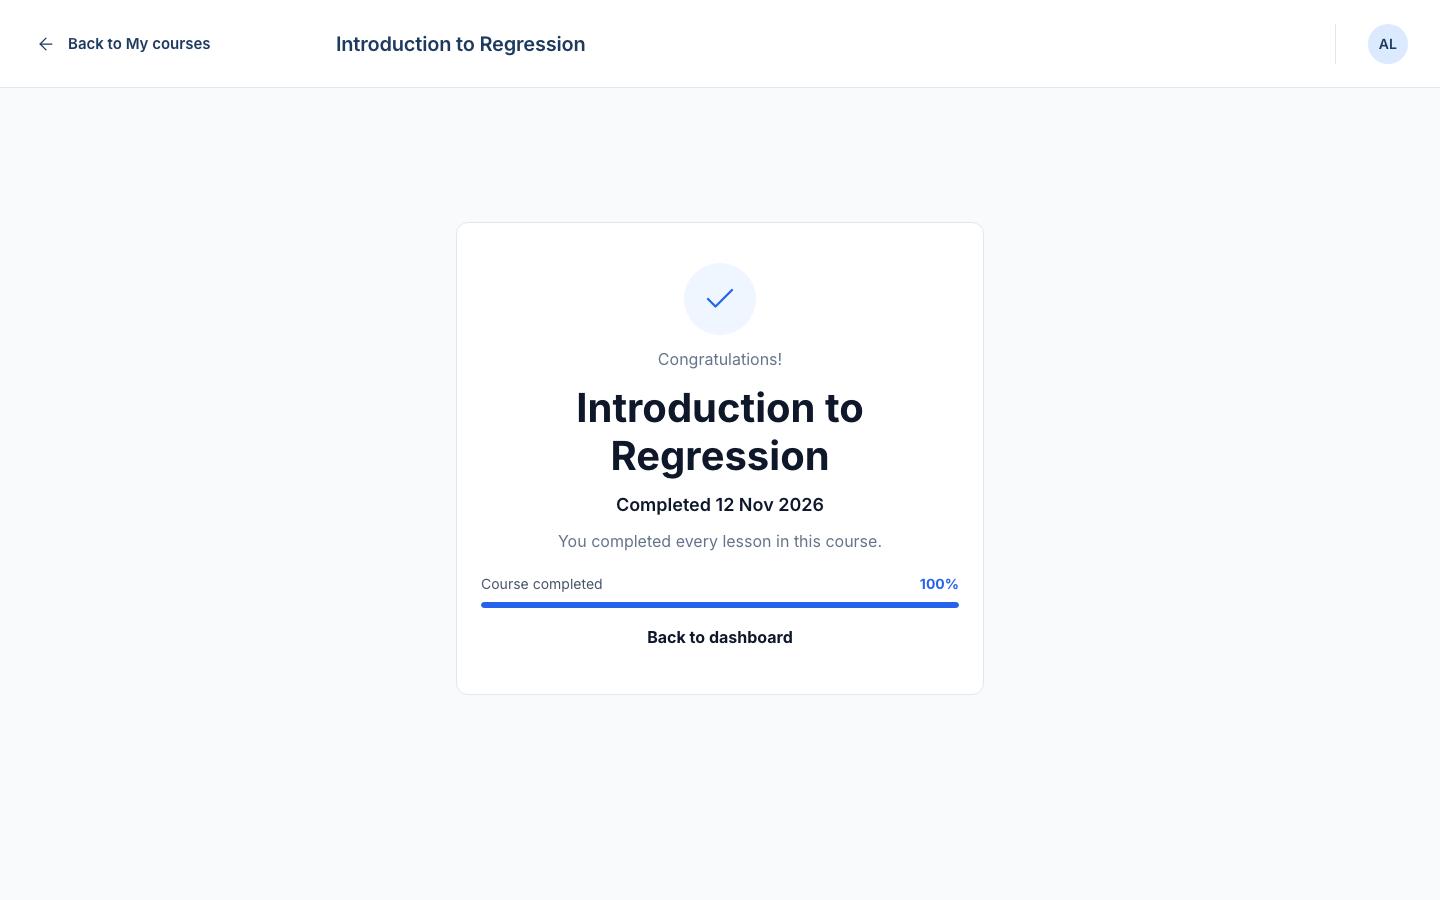 Back to My courses
Introduction to Regression
AL
Congratulations!
Introduction to
Regression
Completed 12 Nov 2026
You completed every lesson in this course.
Course completed
100%
Back to dashboard